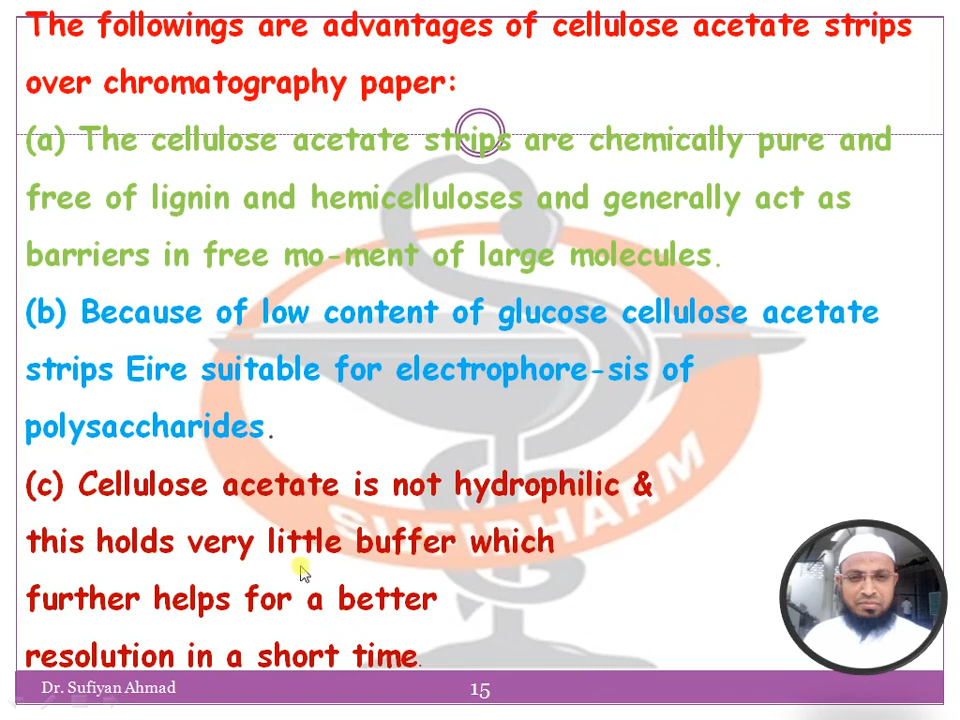 The followings are advantages of cellulose acetate strips
over chromatography paper:
(a) The cellulose acetate strips are chemically pure and
free of lignin and hemicelluloses and generally act as
barriers in free mo-ment of large molecules.
(b) Because of low content of glucose cellulose acetate
strips Eire suitable for electrophore-sis of
polysaccharides.
(c) Cellulose acetate is not hydrophilic &
this holds very little buffer which
further helps for a better
resolution in a short time.
SUFIPHARM
Dr. Sufiyan Ahmad
15